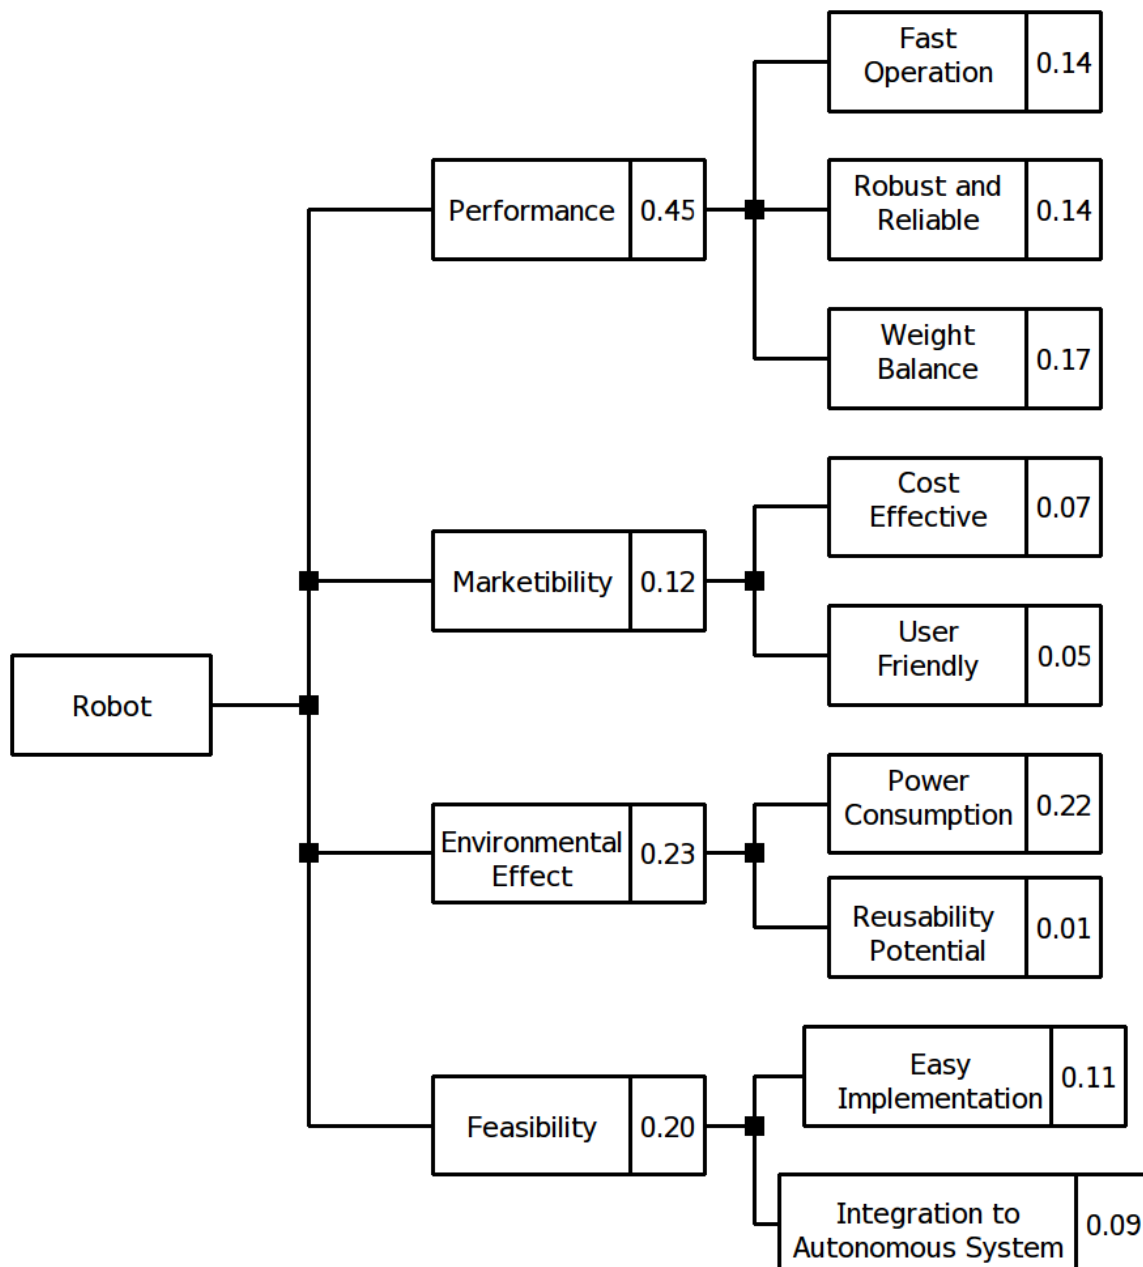 Fast
Operation
0.14
Performance
0.45
Robust and
Reliable
0.14
Weight
Balance
0.17
Cost
Effective
0.07
Marketibility
0.12
User
Friendly
0.05
Robot
Power
Consumption
0.22
Environmental
Effect
0.23
Reusability
Potential
0.01
Easy
Implementation
0.11
Feasibility
0.20
Integration to
Autonomous System
0.09